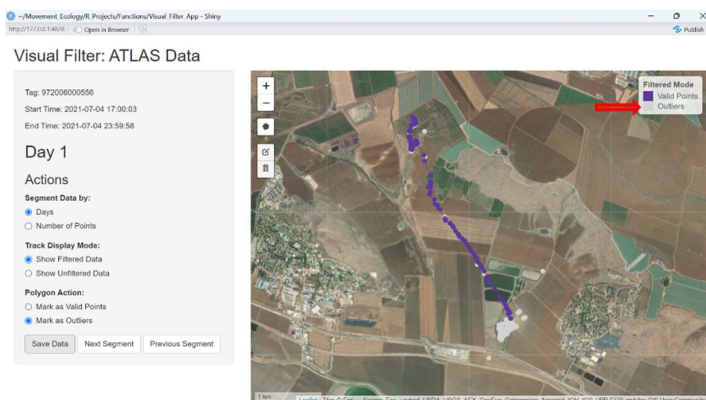 ~/Movement_Ecology/R_Projects/Functions/Visual_Filter_App - Shiny
Open in Browser
Publish
Visual Filter: ATLAS Data
Tag: 972006000556
Start Time: 2021-07-04 17:00:03
End Time: 2021-07-04 23:59:58
Day 1
Actions
Segment Data by:
Days
Number of Points
Track Display Mode:
Show Filtered Data
Show Unfiltered Data
Polygon Action:
Mark as Valid Points
Mark as Outliers
Save Data
Next Segment
Previous Segment
+
−
Filtered Mode
Valid Points
Outliers
1 km